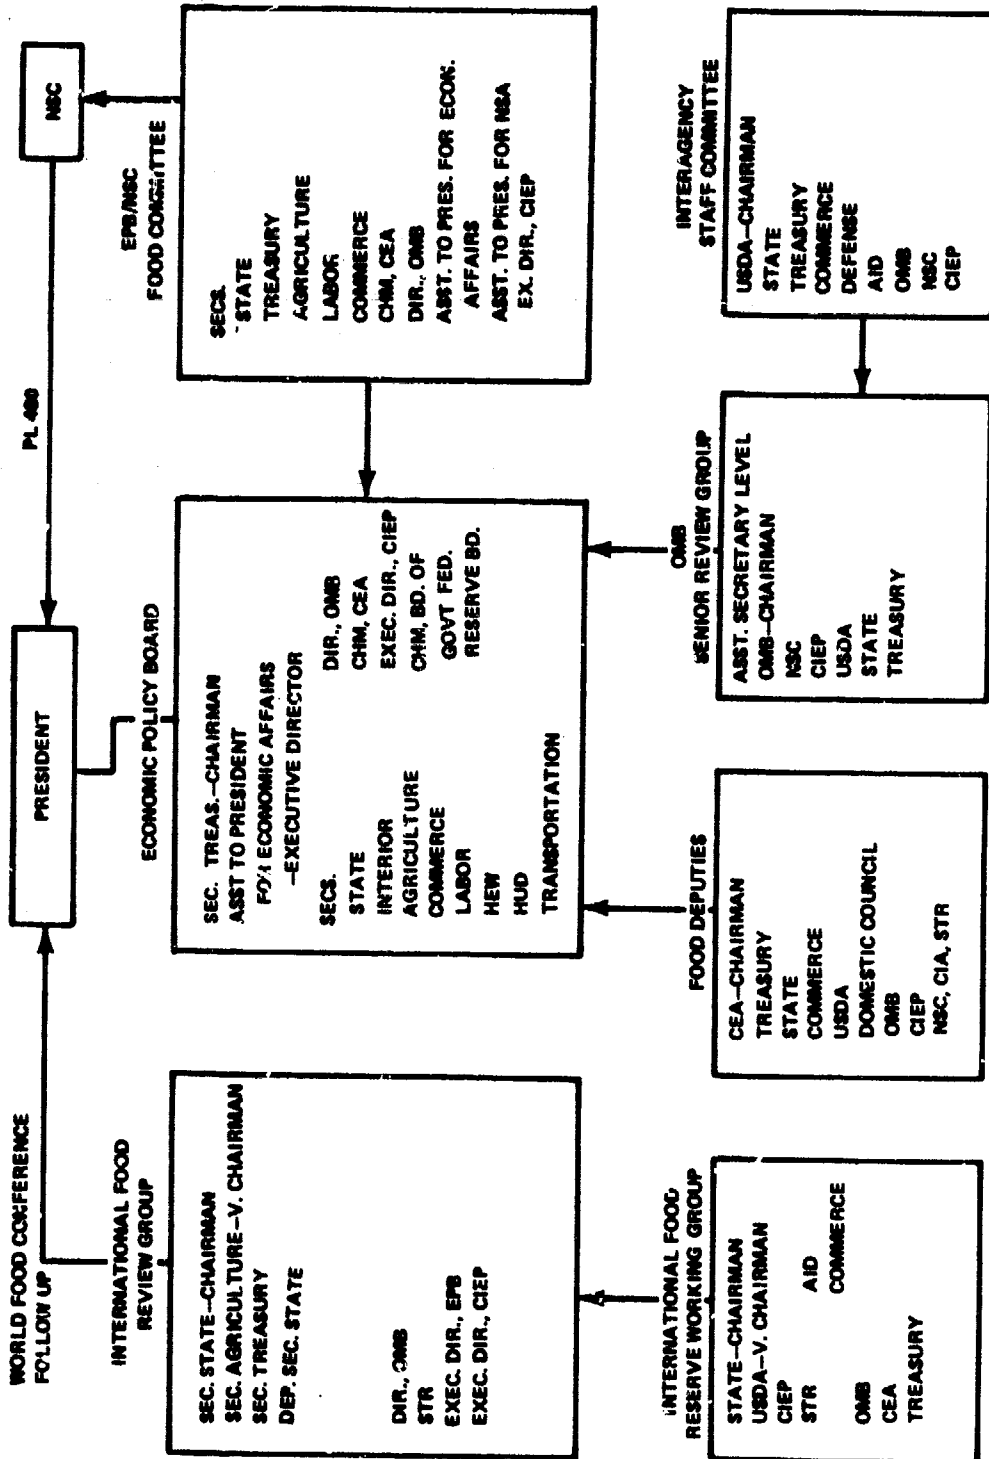 WORLD FOOD CONFERENCE
FOLLOW UP
PRESIDENT
PL 480
NSC
INTERNATIONAL FOOD
REVIEW GROUP
SEC. STATE–CHAIRMAN
SEC. AGRICULTURE–V. CHAIRMAN
SEC. TREASURY
DEP. SEC. STATE
DIR., OMB
STR
EXEC. DIR., EPB
EXEC. DIR., CIEP
ECONOMIC POLICY BOARD
SEC. TREAS.–CHAIRMAN
ASST TO PRESIDENT
FOR ECONOMIC AFFAIRS
–EXECUTIVE DIRECTOR
SECS.
STATE
INTERIOR
AGRICULTURE
COMMERCE
LABOR
HEW
HUD
TRANSPORTATION
DIR., OMB
CHM, CEA
EXEC. DIR., CIEP
CHM, BD. OF
GOVT FED.
RESERVE BD.
EPB/NSC
FOOD COMMITTEE
SECS.
STATE
TREASURY
AGRICULTURE
LABOR
COMMERCE
CHM, CEA
DIR., OMB
ASST. TO PRES. FOR ECON.
AFFAIRS
ASST. TO PRES. FOR NSA
EX. DIR., CIEP
INTERNATIONAL FOOD
RESERVE WORKING GROUP
STATE–CHAIRMAN
USDA–V. CHAIRMAN
CIEP
STR
AID
COMMERCE
OMB
CEA
TREASURY
FOOD DEPUTIES
CEA–CHAIRMAN
TREASURY
STATE
COMMERCE
USDA
DOMESTIC COUNCIL
OMB
CIEP
NSC, CIA, STR
OMB
SENIOR REVIEW GROUP
ASST. SECRETARY LEVEL
OMB–CHAIRMAN
NSC
CIEP
USDA
STATE
TREASURY
INTERAGENCY
STAFF COMMITTEE
USDA–CHAIRMAN
STATE
TREASURY
COMMERCE
DEFENSE
AID
OMB
NSC
CIEP